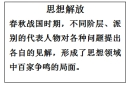 思想解放
春秋战国时期，不同阶层、派
别的代表人物对各种问题提出
各自的见解，形成了思想领域
中百家争鸣的局面。